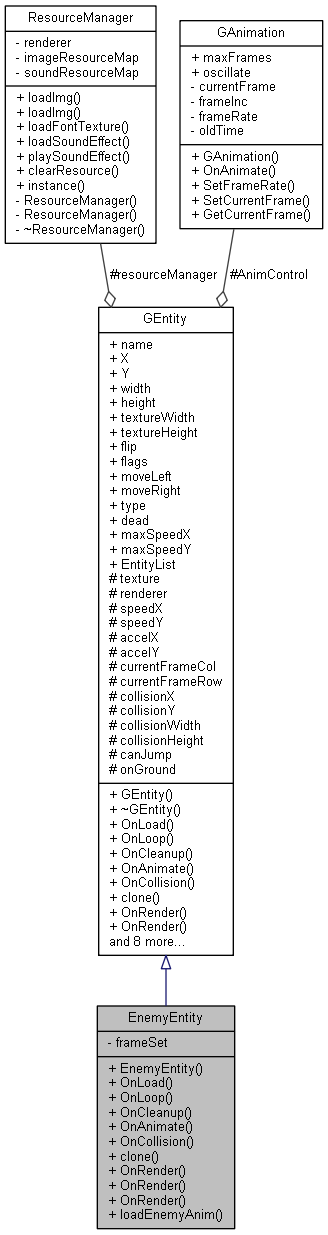 ResourceManager
- renderer
- imageResourceMap
- soundResourceMap
+ loadImg()
+ loadImg()
+ loadFontTexture()
+ loadSoundEffect()
+ playSoundEffect()
+ clearResource()
+ instance()
- ResourceManager()
- ResourceManager()
- ~ResourceManager()
GAnimation
+ maxFrames
+ oscillate
- currentFrame
- frameInc
- frameRate
- oldTime
+ GAnimation()
+ OnAnimate()
+ SetFrameRate()
+ SetCurrentFrame()
+ GetCurrentFrame()
#resourceManager
#AnimControl
GEntity
+ name
+ X
+ Y
+ width
+ height
+ textureWidth
+ textureHeight
+ flip
+ flags
+ moveLeft
+ moveRight
+ type
+ dead
+ maxSpeedX
+ maxSpeedY
+ EntityList
# texture
# renderer
# speedX
# speedY
# accelX
# accelY
# currentFrameCol
# currentFrameRow
# collisionX
# collisionY
# collisionWidth
# collisionHeight
# canJump
# onGround
+ GEntity()
+ ~GEntity()
+ OnLoad()
+ OnLoop()
+ OnCleanup()
+ OnAnimate()
+ OnCollision()
+ clone()
+ OnRender()
+ OnRender()
and 8 more...
EnemyEntity
- frameSet
+ EnemyEntity()
+ OnLoad()
+ OnLoop()
+ OnCleanup()
+ OnAnimate()
+ OnCollision()
+ clone()
+ OnRender()
+ OnRender()
+ OnRender()
+ loadEnemyAnim()